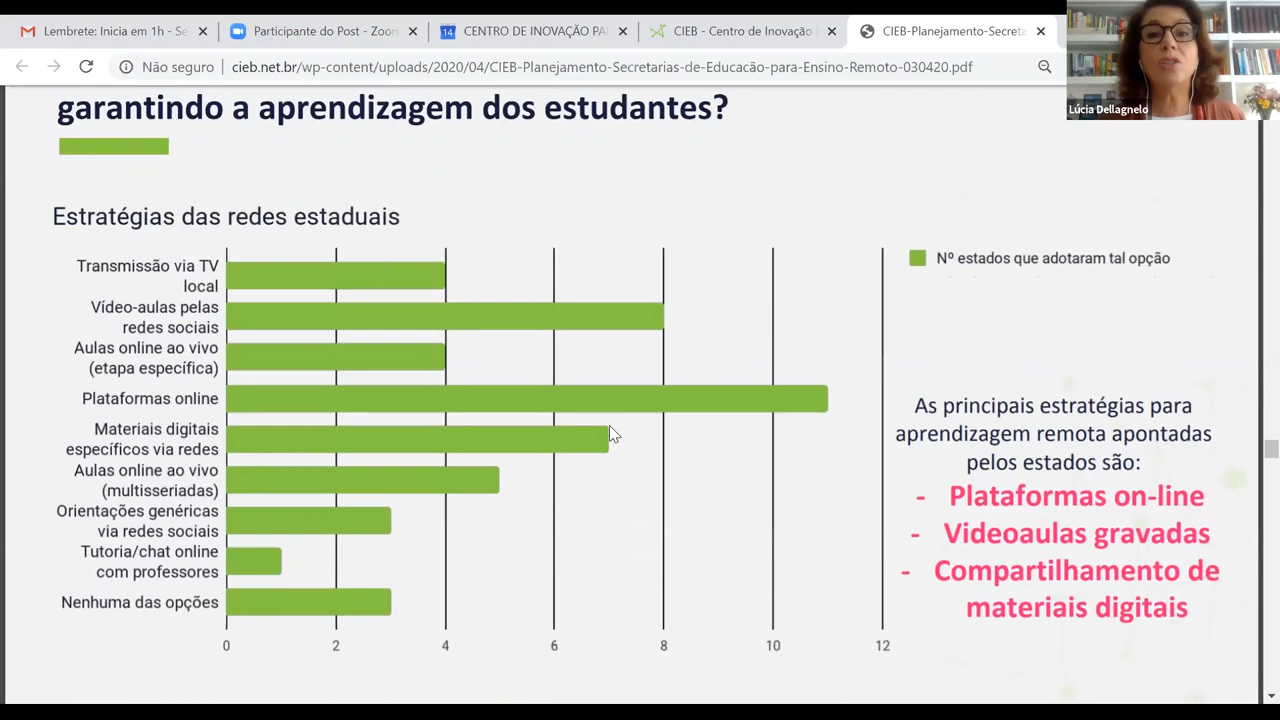 Lembrete: Inicia em 1h - Se
Participante do Post - Zoom
14
CENTRO DE INOVAÇÃO PA
CIEB - Centro de Inovação
CIEB-Planejamento-Secreta
Não seguro
cieb.net.br/wp-content/uploads/2020/04/CIEB-Planejamento-Secretarias-de-Educacão-para-Ensino-Remoto-030420.pdf
Lúcia Dellagnelo
garantindo a aprendizagem dos estudantes?
Estratégias das redes estaduais
Nº estados que adotaram tal opção
Transmissão via TV
local
Vídeo-aulas pelas
redes sociais
Aulas online ao vivo
(etapa específica)
Plataformas online
Materiais digitais
específicos via redes
Aulas online ao vivo
(multisseriadas)
Orientações genéricas
via redes sociais
Tutoria/chat online
com professores
Nenhuma das opções
0 2 4 6 8 10 12
As principais estratégias para
aprendizagem remota apontadas
pelos estados são:
- Plataformas on-line
- Videoaulas gravadas
- Compartilhamento de
materiais digitais